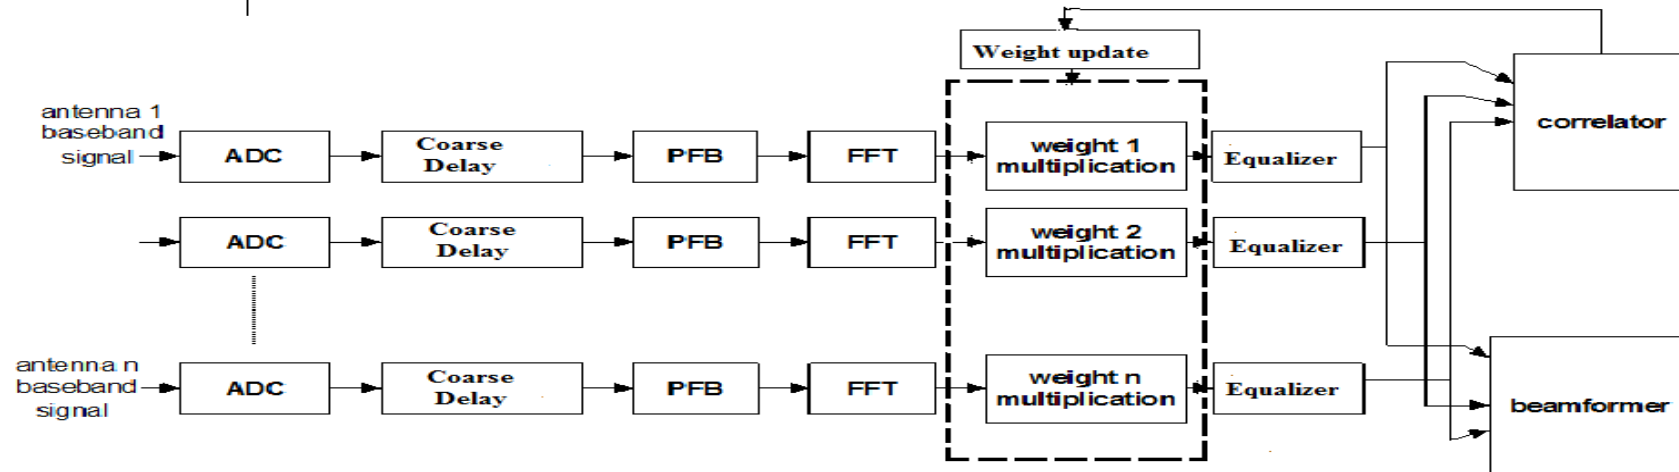 Weight update
antenna 1
baseband
signal
ADC
Coarse
Delay
PFB
FFT
weight 1
multiplication
Equalizer
correlator
ADC
Coarse
Delay
PFB
FFT
weight 2
multiplication
Equalizer
antenna n
baseband
signal
ADC
Coarse
Delay
PFB
FFT
weight n
multiplication
Equalizer
beamformer